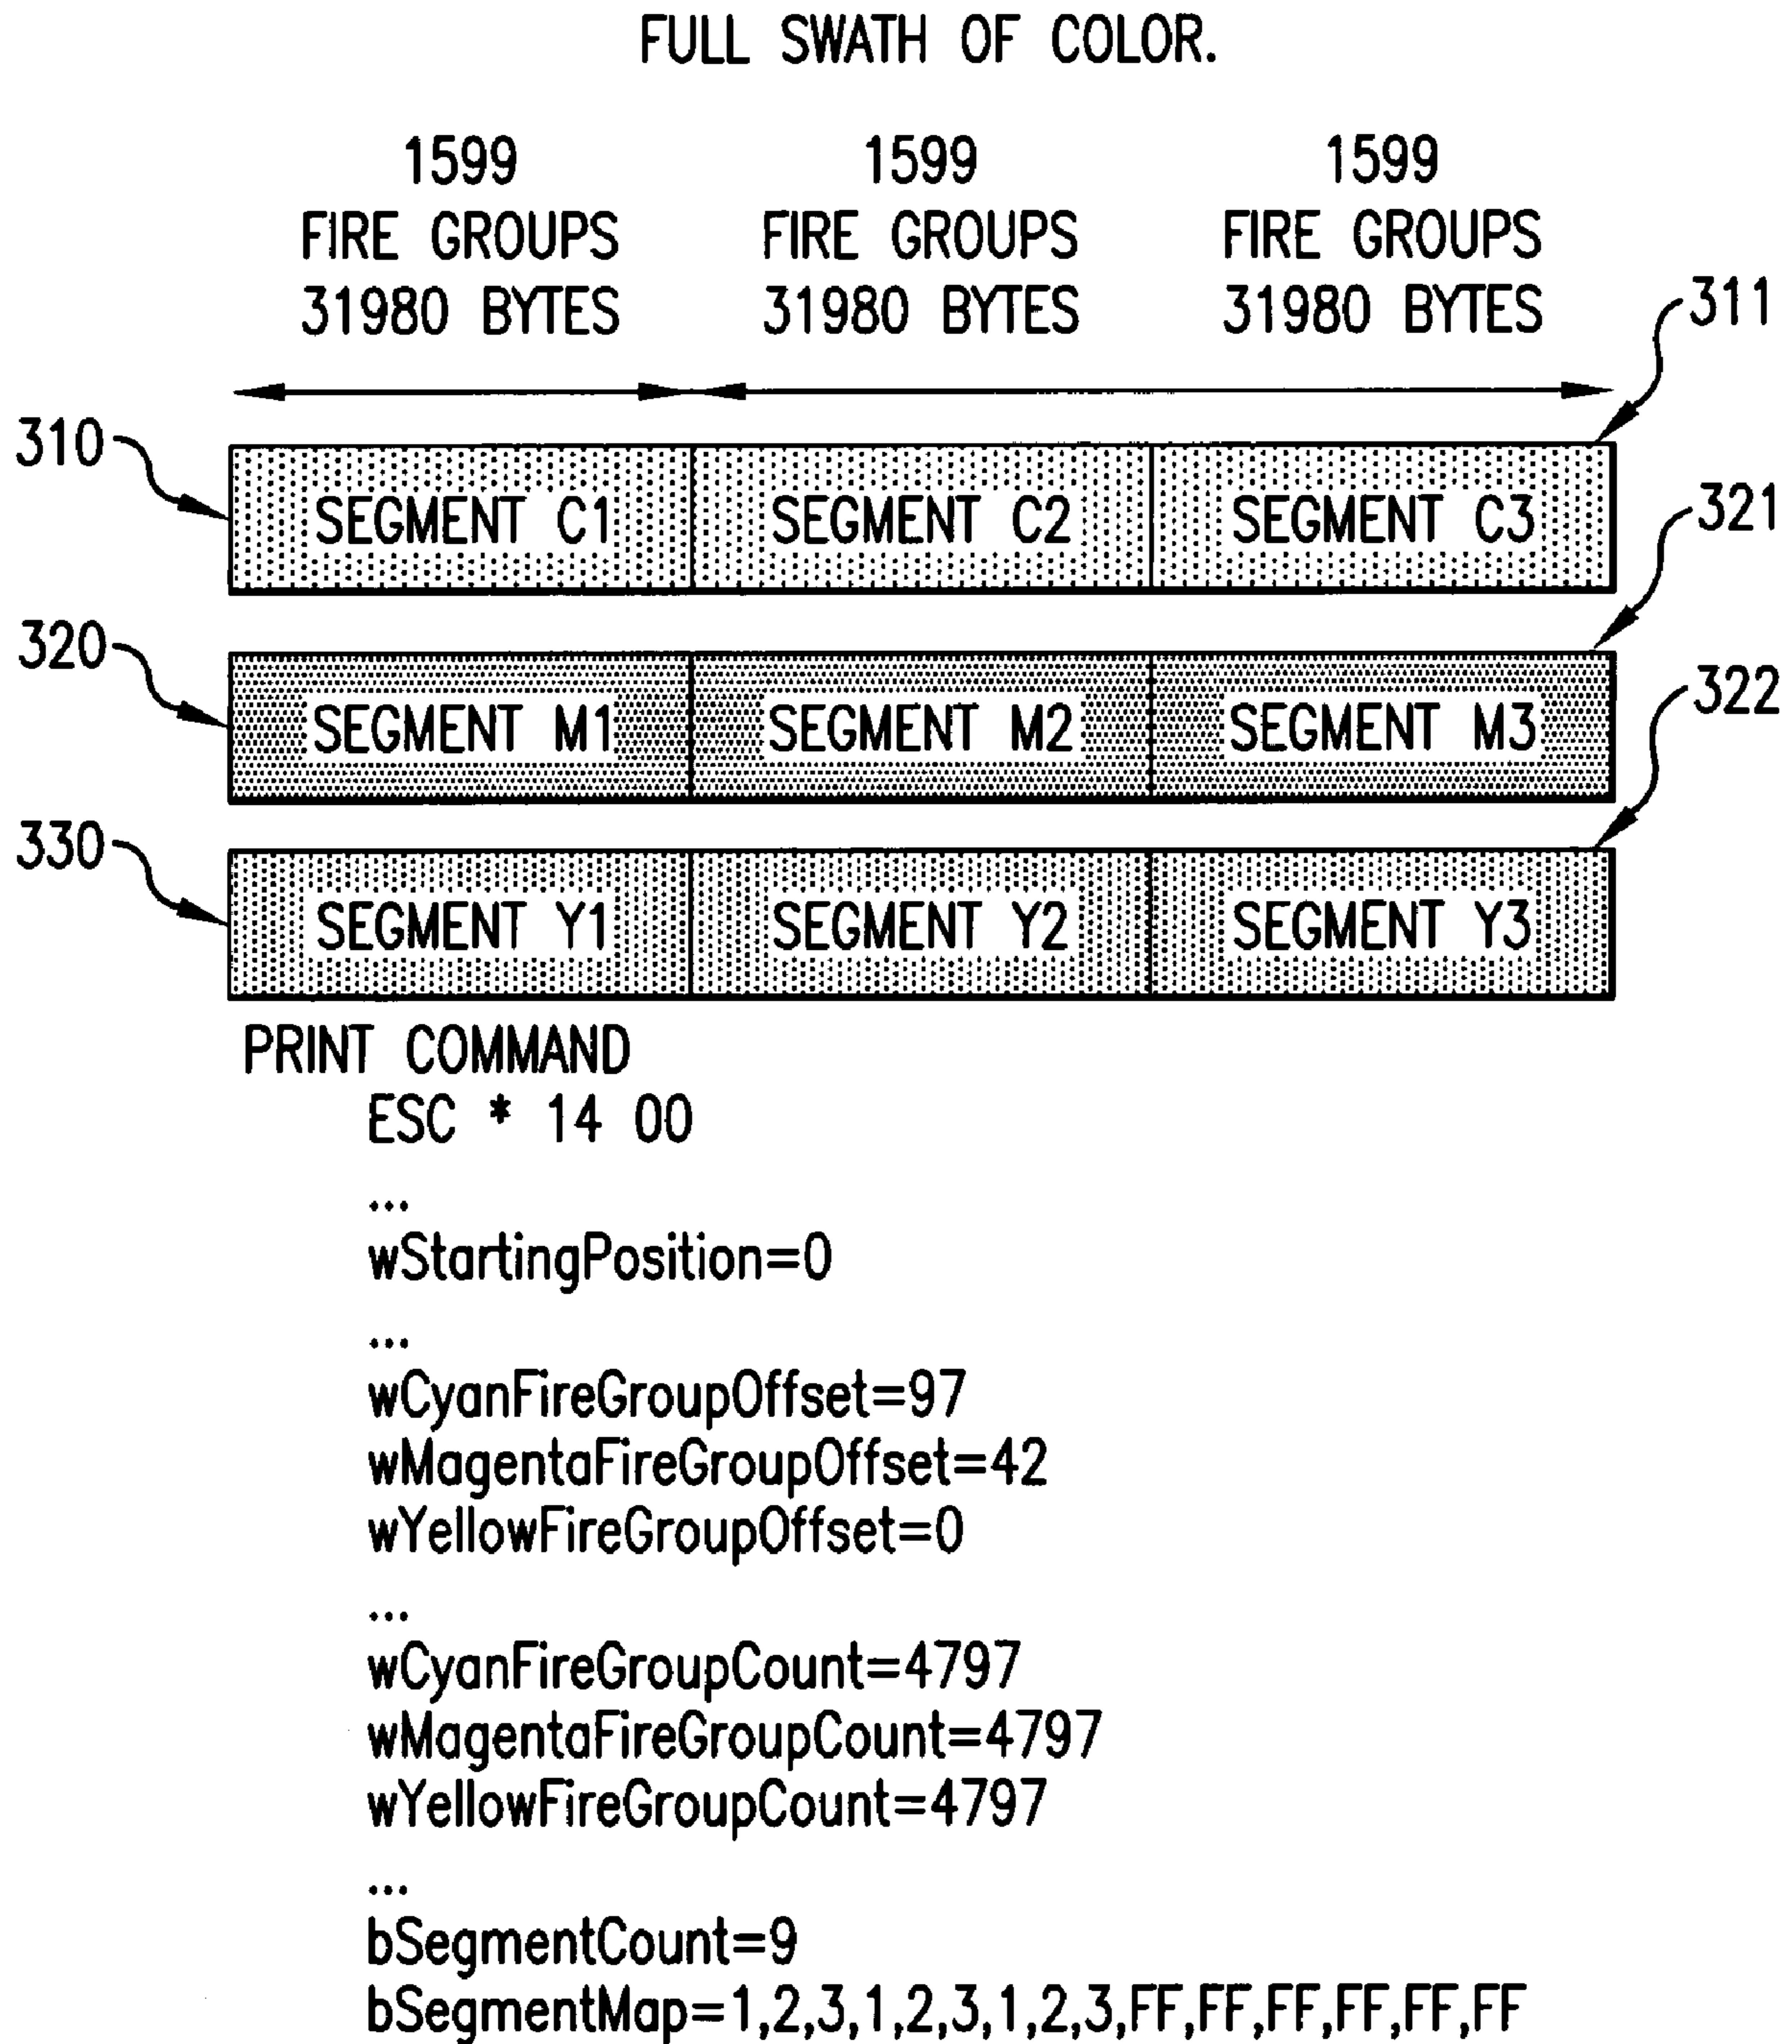 FULL SWATH OF COLOR.
1599 1599 1599
FIRE GROUPS FIRE GROUPS FIRE GROUPS
31980 BYTES 31980 BYTES 31980 BYTES
311
310
SEGMENT C1 SEGMENT C2 SEGMENT C3
321
320
SEGMENT M1 SEGMENT M2 SEGMENT M3
322
330
SEGMENT Y1 SEGMENT Y2 SEGMENT Y3
PRINT COMMAND
ESC * 14 00
...
wStartingPosition=0
...
wCyanFireGroupOffset=97
wMagentaFireGroupOffset=42
wYellowFireGroupOffset=0
...
wCyanFireGroupCount=4797
wMagentaFireGroupCount=4797
wYellowFireGroupCount=4797
...
bSegmentCount=9
bSegmentMap=1,2,3,1,2,3,1,2,3,FF,FF,FF,FF,FF,FF